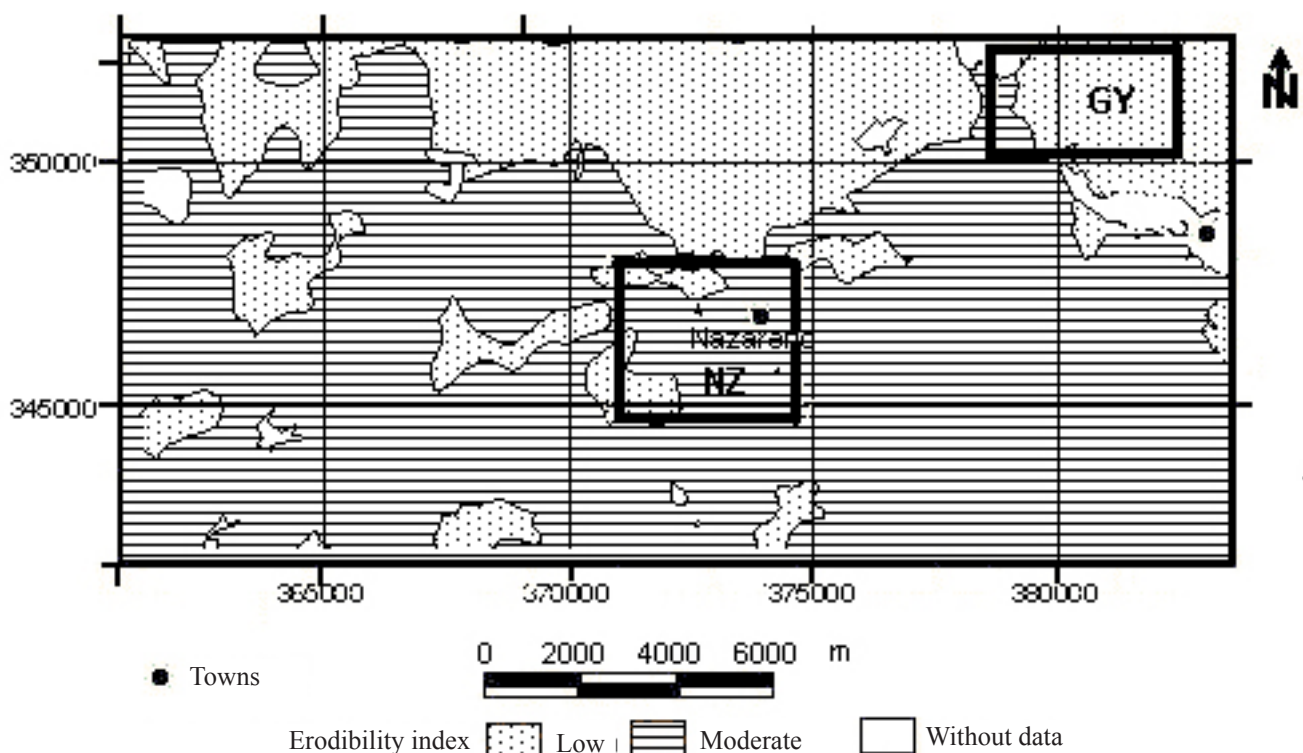 N
GY
350000
Nazareno
NZ
345000
365000 370000 375000 380000
0 2000 4000 6000 m
Towns
Erodibility index Low Moderate Without data